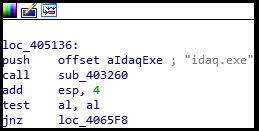 loc_405136:
push    offset aIdaqExe ; "idaq.exe"
call    sub_403260
add     esp, 4
test    al, al
jnz     loc_4065F8